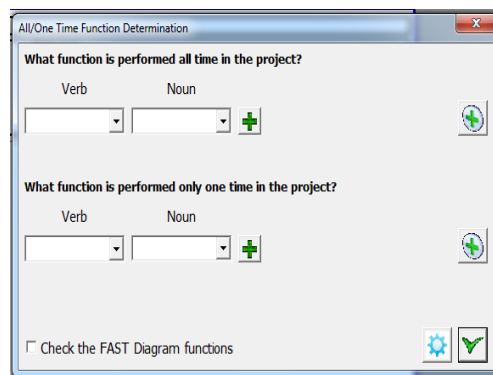 All/One Time Function Determination
What function is performed all time in the project?
Verb Noun
What function is performed only one time in the project?
Verb Noun
Check the FAST Diagram functions